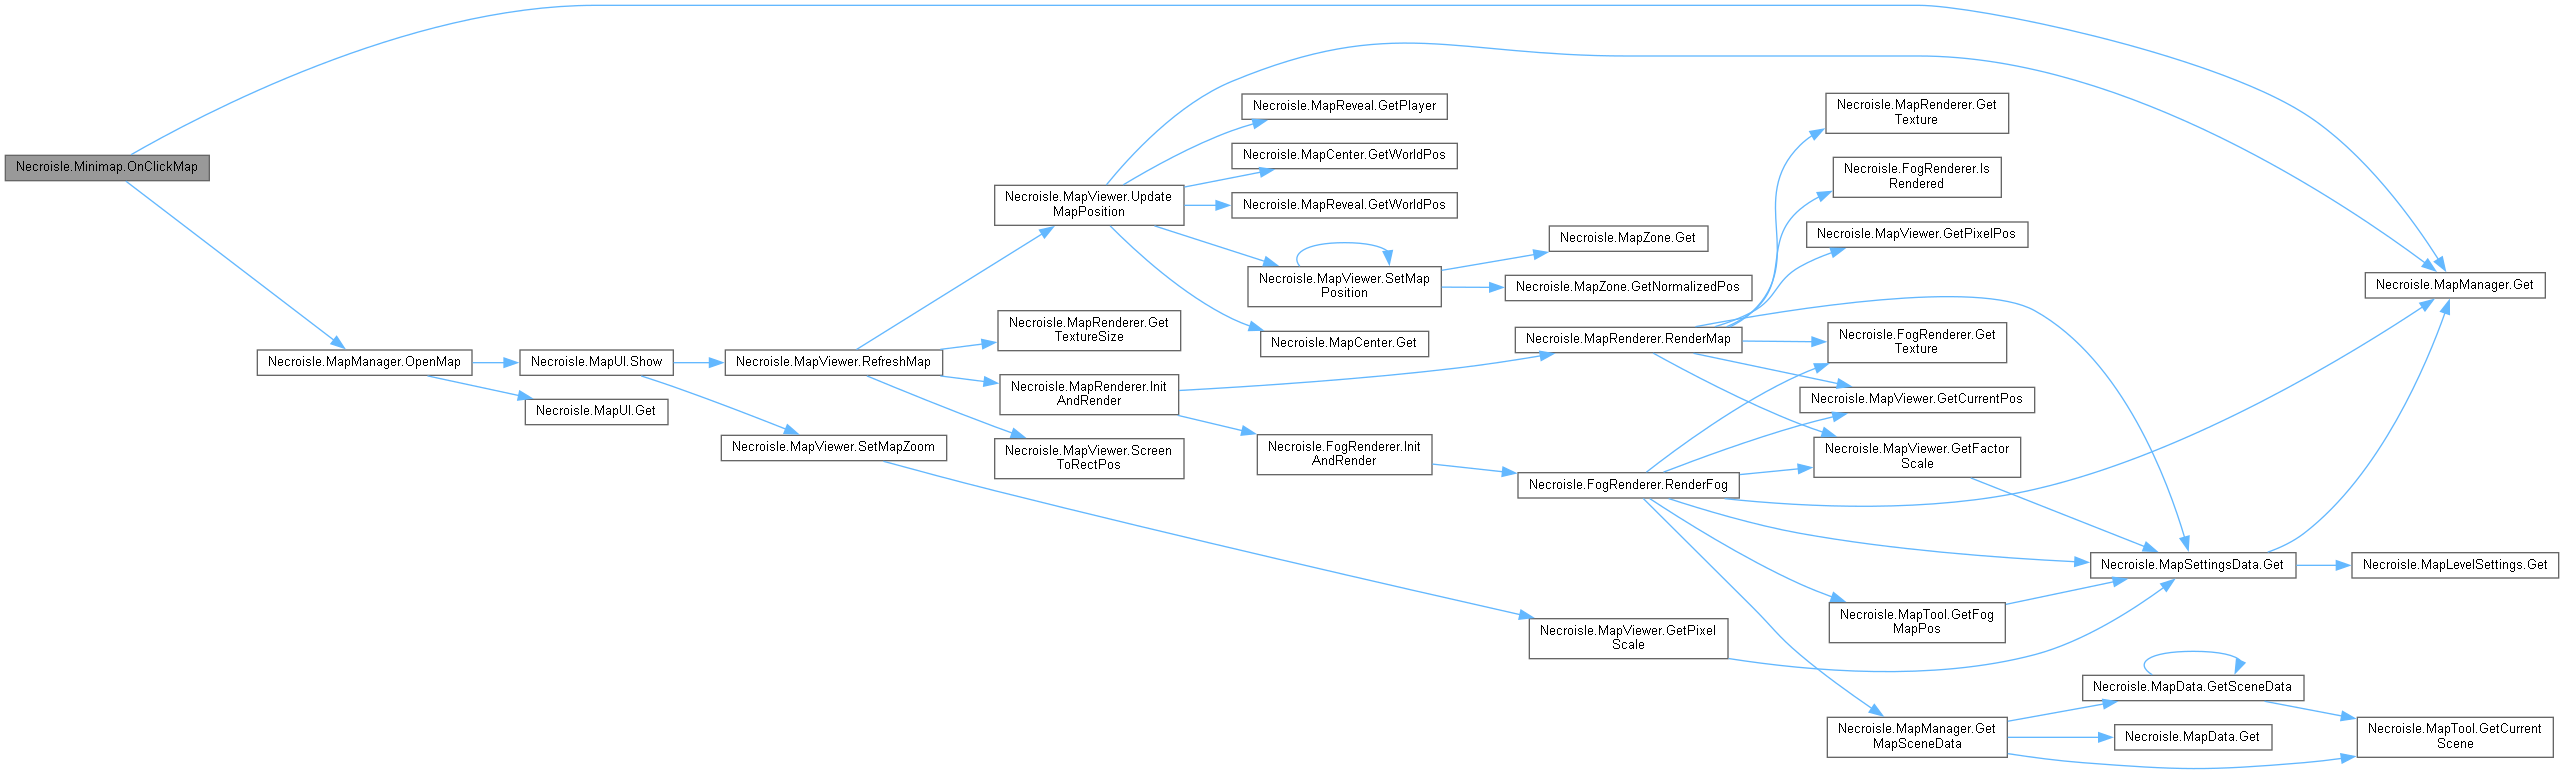 Necroisle.Minimap.OnClickMap
Necroisle.MapManager.OpenMap
Necroisle.MapUI.Show
Necroisle.MapUI.Get
Necroisle.MapViewer.RefreshMap
Necroisle.MapViewer.SetMapZoom
Necroisle.MapViewer.Update
MapPosition
Necroisle.MapRenderer.Get
TextureSize
Necroisle.MapRenderer.Init
AndRender
Necroisle.MapViewer.Screen
ToRectPos
Necroisle.MapReveal.GetPlayer
Necroisle.MapCenter.GetWorldPos
Necroisle.MapReveal.GetWorldPos
Necroisle.MapViewer.SetMap
Position
Necroisle.MapCenter.Get
Necroisle.FogRenderer.Init
AndRender
Necroisle.MapZone.Get
Necroisle.MapZone.GetNormalizedPos
Necroisle.MapRenderer.RenderMap
Necroisle.FogRenderer.RenderFog
Necroisle.MapViewer.GetPixel
Scale
Necroisle.MapRenderer.Get
Texture
Necroisle.FogRenderer.Is
Rendered
Necroisle.MapViewer.GetPixelPos
Necroisle.FogRenderer.Get
Texture
Necroisle.MapViewer.GetCurrentPos
Necroisle.MapViewer.GetFactor
Scale
Necroisle.MapTool.GetFog
MapPos
Necroisle.MapManager.Get
MapSceneData
Necroisle.MapSettingsData.Get
Necroisle.MapData.GetSceneData
Necroisle.MapData.Get
Necroisle.MapManager.Get
Necroisle.MapLevelSettings.Get
Necroisle.MapTool.GetCurrent
Scene